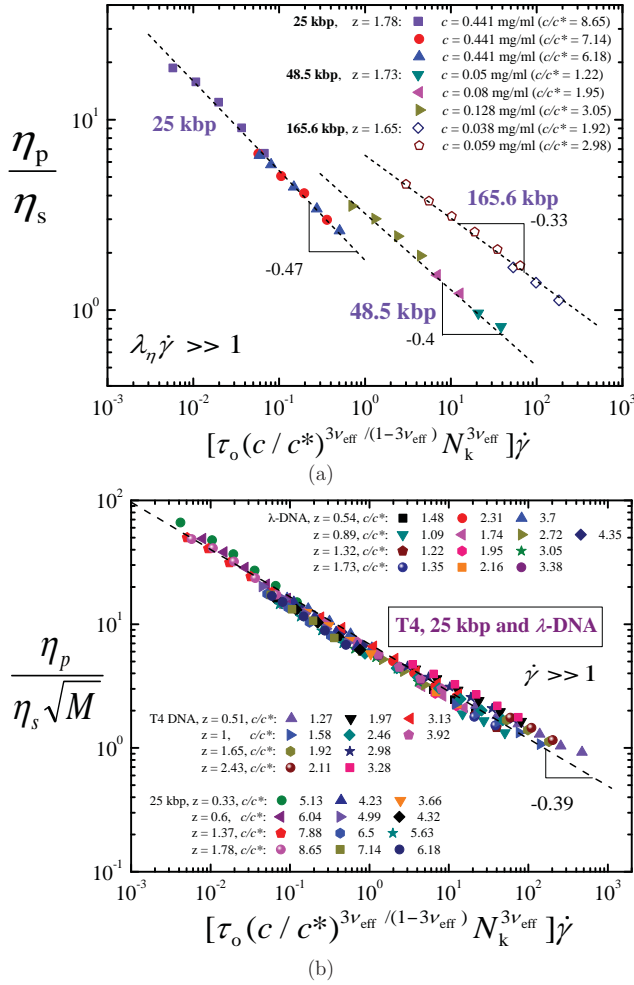 25 kbp, z = 1.78: c = 0.441 mg/ml (c/c* = 8.65)
c = 0.441 mg/ml (c/c* = 7.14)
c = 0.441 mg/ml (c/c* = 6.18)
48.5 kbp, z = 1.73: c = 0.05 mg/ml (c/c* = 1.22)
c = 0.08 mg/ml (c/c* = 1.95)
c = 0.128 mg/ml (c/c* = 3.05)
165.6 kbp, z = 1.65: c = 0.038 mg/ml (c/c* = 1.92)
c = 0.059 mg/ml (c/c* = 2.98)
10^1
10^0
η_p
η_s
25 kbp
165.6 kbp
-0.33
-0.47
48.5 kbp
-0.4
λ_η γ̇ >> 1
10^-3 10^-2 10^-1 10^0 10^1 10^2 10^3
[τ_o (c / c*)^{3ν_eff /(1-3ν_eff)} N_k^{3ν_eff}]γ̇
(a)
10^2
10^1
10^0
10^-1
η_p
η_s √M
λ-DNA, z = 0.54, c/c*: 1.48 2.31 3.7
z = 0.89, c/c*: 1.09 1.74 2.72 4.35
z = 1.32, c/c*: 1.22 1.95 3.05
z = 1.73, c/c*: 1.35 2.16 3.38
T4, 25 kbp and λ-DNA
γ̇ >> 1
T4 DNA, z = 0.51, c/c*: 1.27 1.97 3.13
z = 1, c/c*: 1.58 2.46 3.92
z = 1.65, c/c*: 1.92 2.98
z = 2.43, c/c*: 2.11 3.28
-0.39
25 kbp, z = 0.33, c/c*: 5.13 4.23 3.66
z = 0.6, c/c*: 6.04 4.99 4.32
z = 1.37, c/c*: 7.88 6.5 5.63
z = 1.78, c/c*: 8.65 7.14 6.18
10^-3 10^-2 10^-1 10^0 10^1 10^2 10^3
[τ_o (c / c*)^{3ν_eff /(1-3ν_eff)} N_k^{3ν_eff}]γ̇
(b)